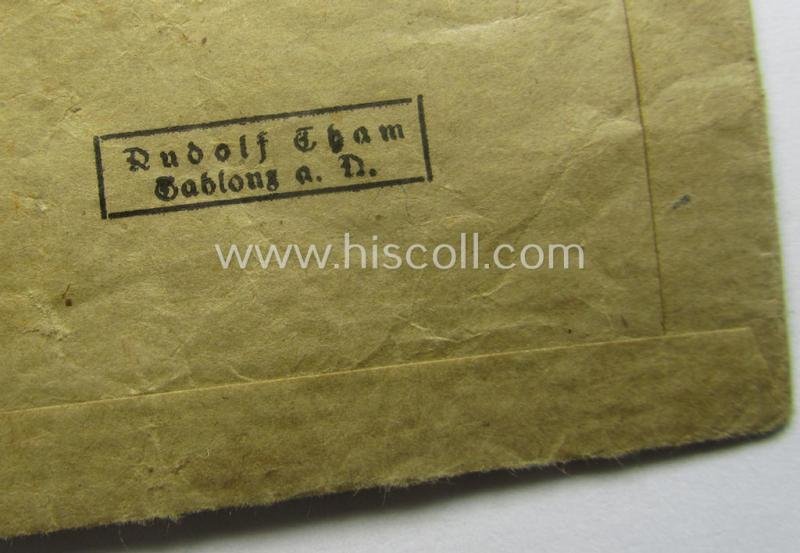 Rudolf Tham
Gablonz a. N.
www.hiscoll.com